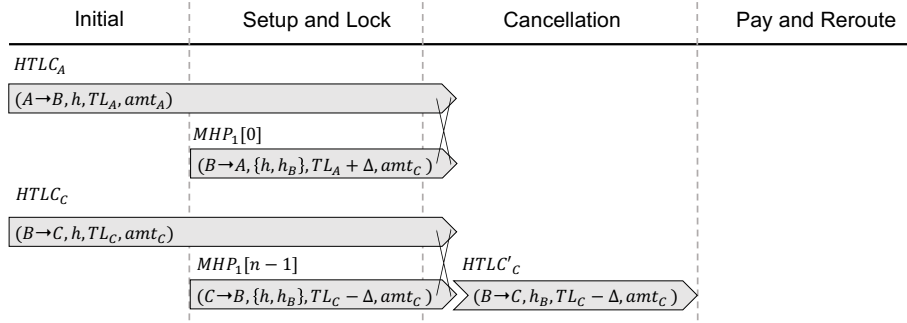 Initial Setup and Lock Cancellation Pay and Reroute
HTLC_A
(A→B, h, TL_A, amt_A)
MHP_1[0]
(B→A, {h, h_B}, TL_A + Δ, amt_C)
HTLC_C
(B→C, h, TL_C, amt_C)
MHP_1[n − 1]
(C→B, {h, h_B}, TL_C − Δ, amt_C)
HTLC'_C
(B→C, h_B, TL_C − Δ, amt_C)